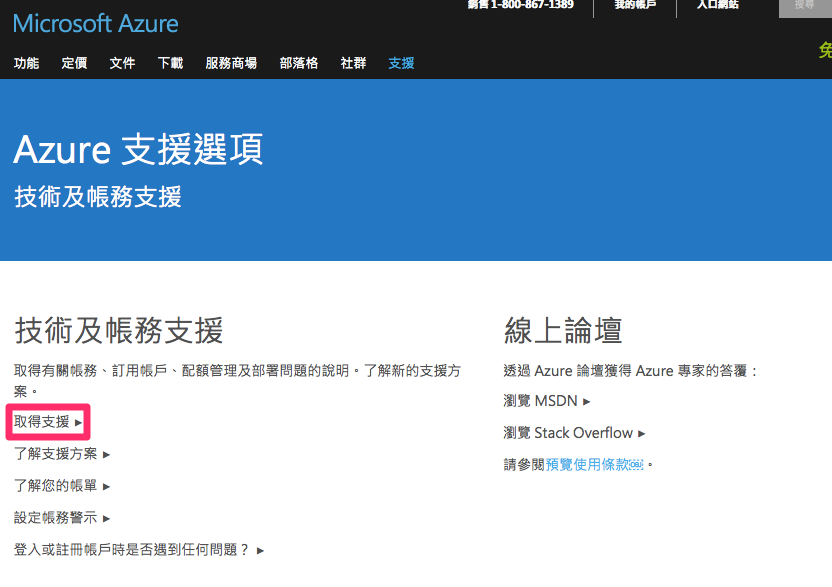 銷售 1-800-867-1389
我的帳戶
入口網站
搜尋
Microsoft Azure
免
功能
定價
文件
下載
服務商場
部落格
社群
支援
Azure 支援選項
技術及帳務支援
技術及帳務支援
取得有關帳務、訂用帳戶、配額管理及部署問題的說明。了解新的支援方
案。
取得支援 ▸
了解支援方案 ▸
了解您的帳單 ▸
設定帳務警示 ▸
登入或註冊帳戶時是否遇到任何問題？ ▸
線上論壇
透過 Azure 論壇獲得 Azure 專家的答覆：
瀏覽 MSDN ▸
瀏覽 Stack Overflow ▸
請參閱預覽使用條款。